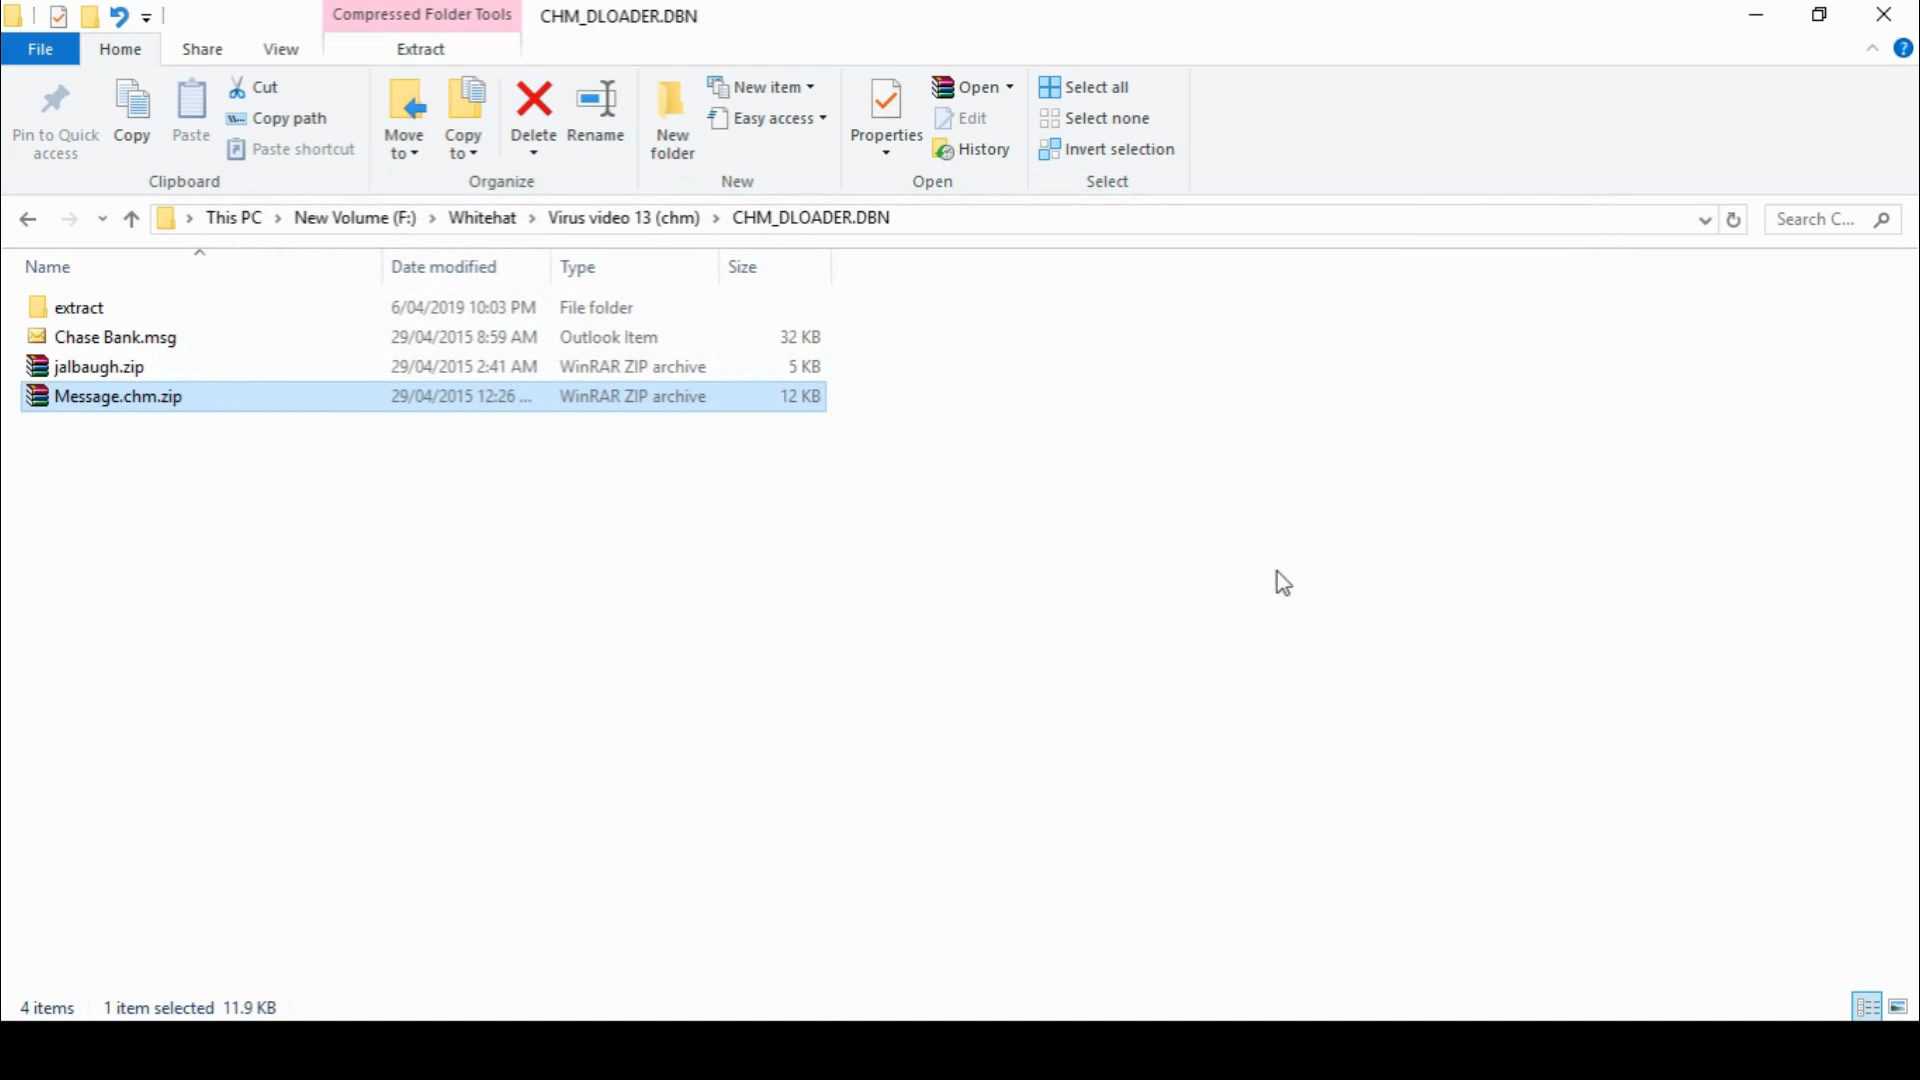 Compressed Folder Tools CHM_DLOADER.DBN
File Home Share View Extract
Pin to Quick access
Copy
Paste
Cut
Copy path
Paste shortcut
Clipboard
Move to
Copy to
Delete
Rename
Organize
New folder
New item
Easy access
New
Properties
Open
Edit
History
Open
Select all
Select none
Invert selection
Select
This PC > New Volume (F:) > Whitehat > Virus video 13 (chm) > CHM_DLOADER.DBN
Search C...
Name Date modified Type Size
extract 6/04/2019 10:03 PM File folder
Chase Bank.msg 29/04/2015 8:59 AM Outlook Item 32 KB
jalbaugh.zip 29/04/2015 2:41 AM WinRAR ZIP archive 5 KB
Message.chm.zip 29/04/2015 12:26 ... WinRAR ZIP archive 12 KB
4 items 1 item selected 11.9 KB